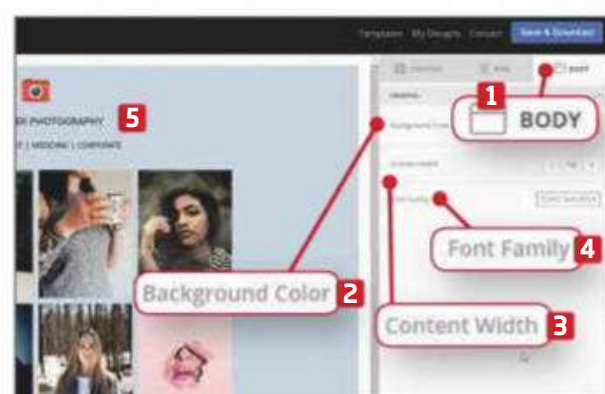 Templates My Designs Contact Save & Download
BODY
1
BODY
PHOTOGRAPHY 5
| WEDDING | CORPORATE
Font Family 4
Background Color 2
Content Width 3